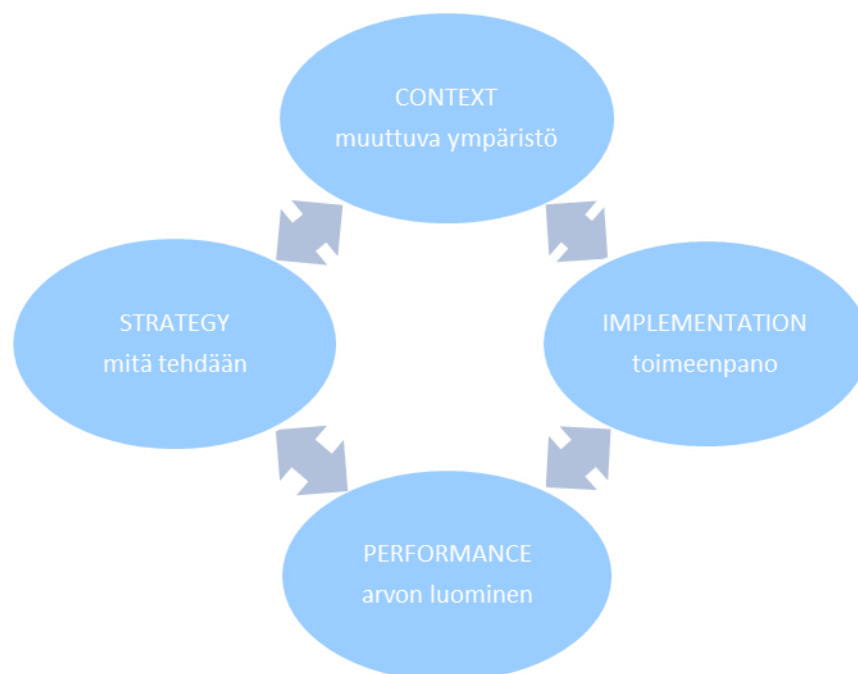 CONTEXT
muuttuva ympäristö
STRATEGY
mitä tehdään
IMPLEMENTATION
toimeenpano
PERFORMANCE
arvon luominen